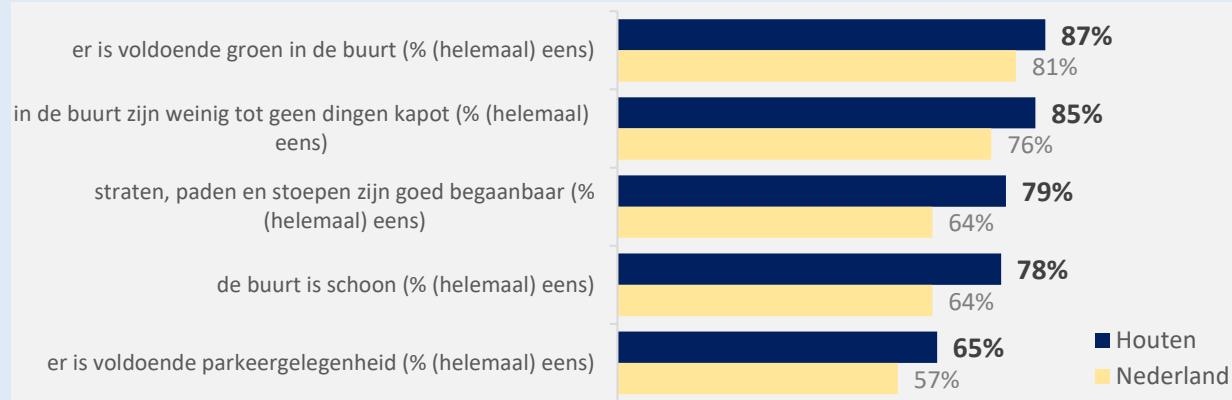 er is voldoende groen in de buurt (% (helemaal) eens)
87%
81%
in de buurt zijn weinig tot geen dingen kapot (% (helemaal)
eens)
85%
76%
straten, paden en stoepen zijn goed begaanbaar (%
(helemaal) eens)
79%
64%
de buurt is schoon (% (helemaal) eens)
78%
64%
er is voldoende parkeergelegenheid (% (helemaal) eens)
65%
57%
Houten
Nederland